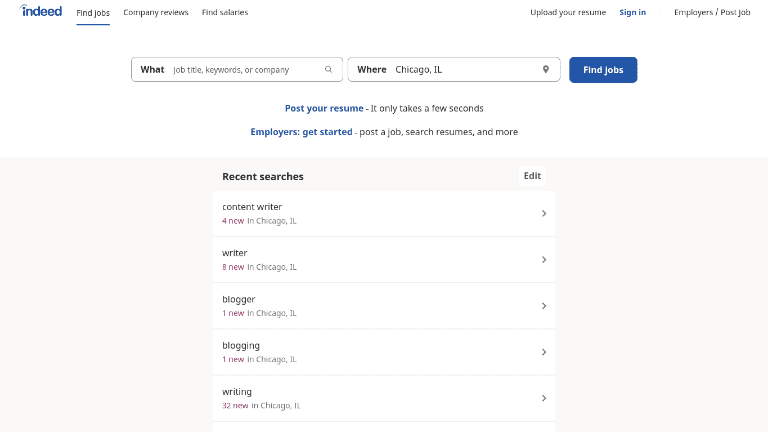 indeed Find jobs Company reviews Find salaries Upload your resume Sign in Employers / Post Job
What Job title, keywords, or company Where Chicago, IL Find jobs
Post your resume - It only takes a few seconds
Employers: get started - post a job, search resumes, and more
Recent searches Edit
content writer
4 new in Chicago, IL
writer
8 new in Chicago, IL
blogger
1 new in Chicago, IL
blogging
1 new in Chicago, IL
writing
32 new in Chicago, IL